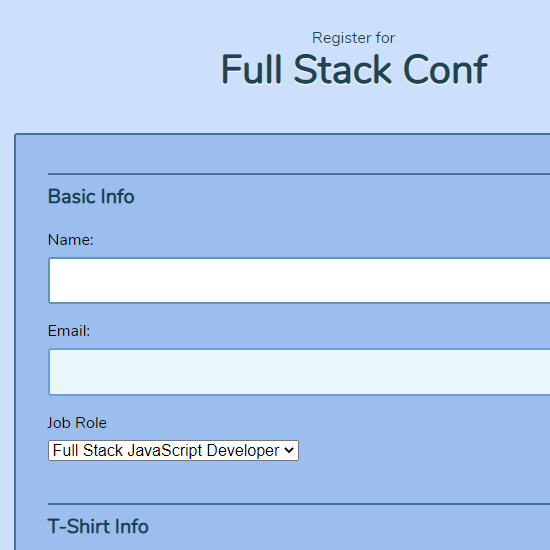 Register for
Full Stack Conf
Basic Info
Name:
Email:
Job Role
Full Stack JavaScript Developer
T-Shirt Info